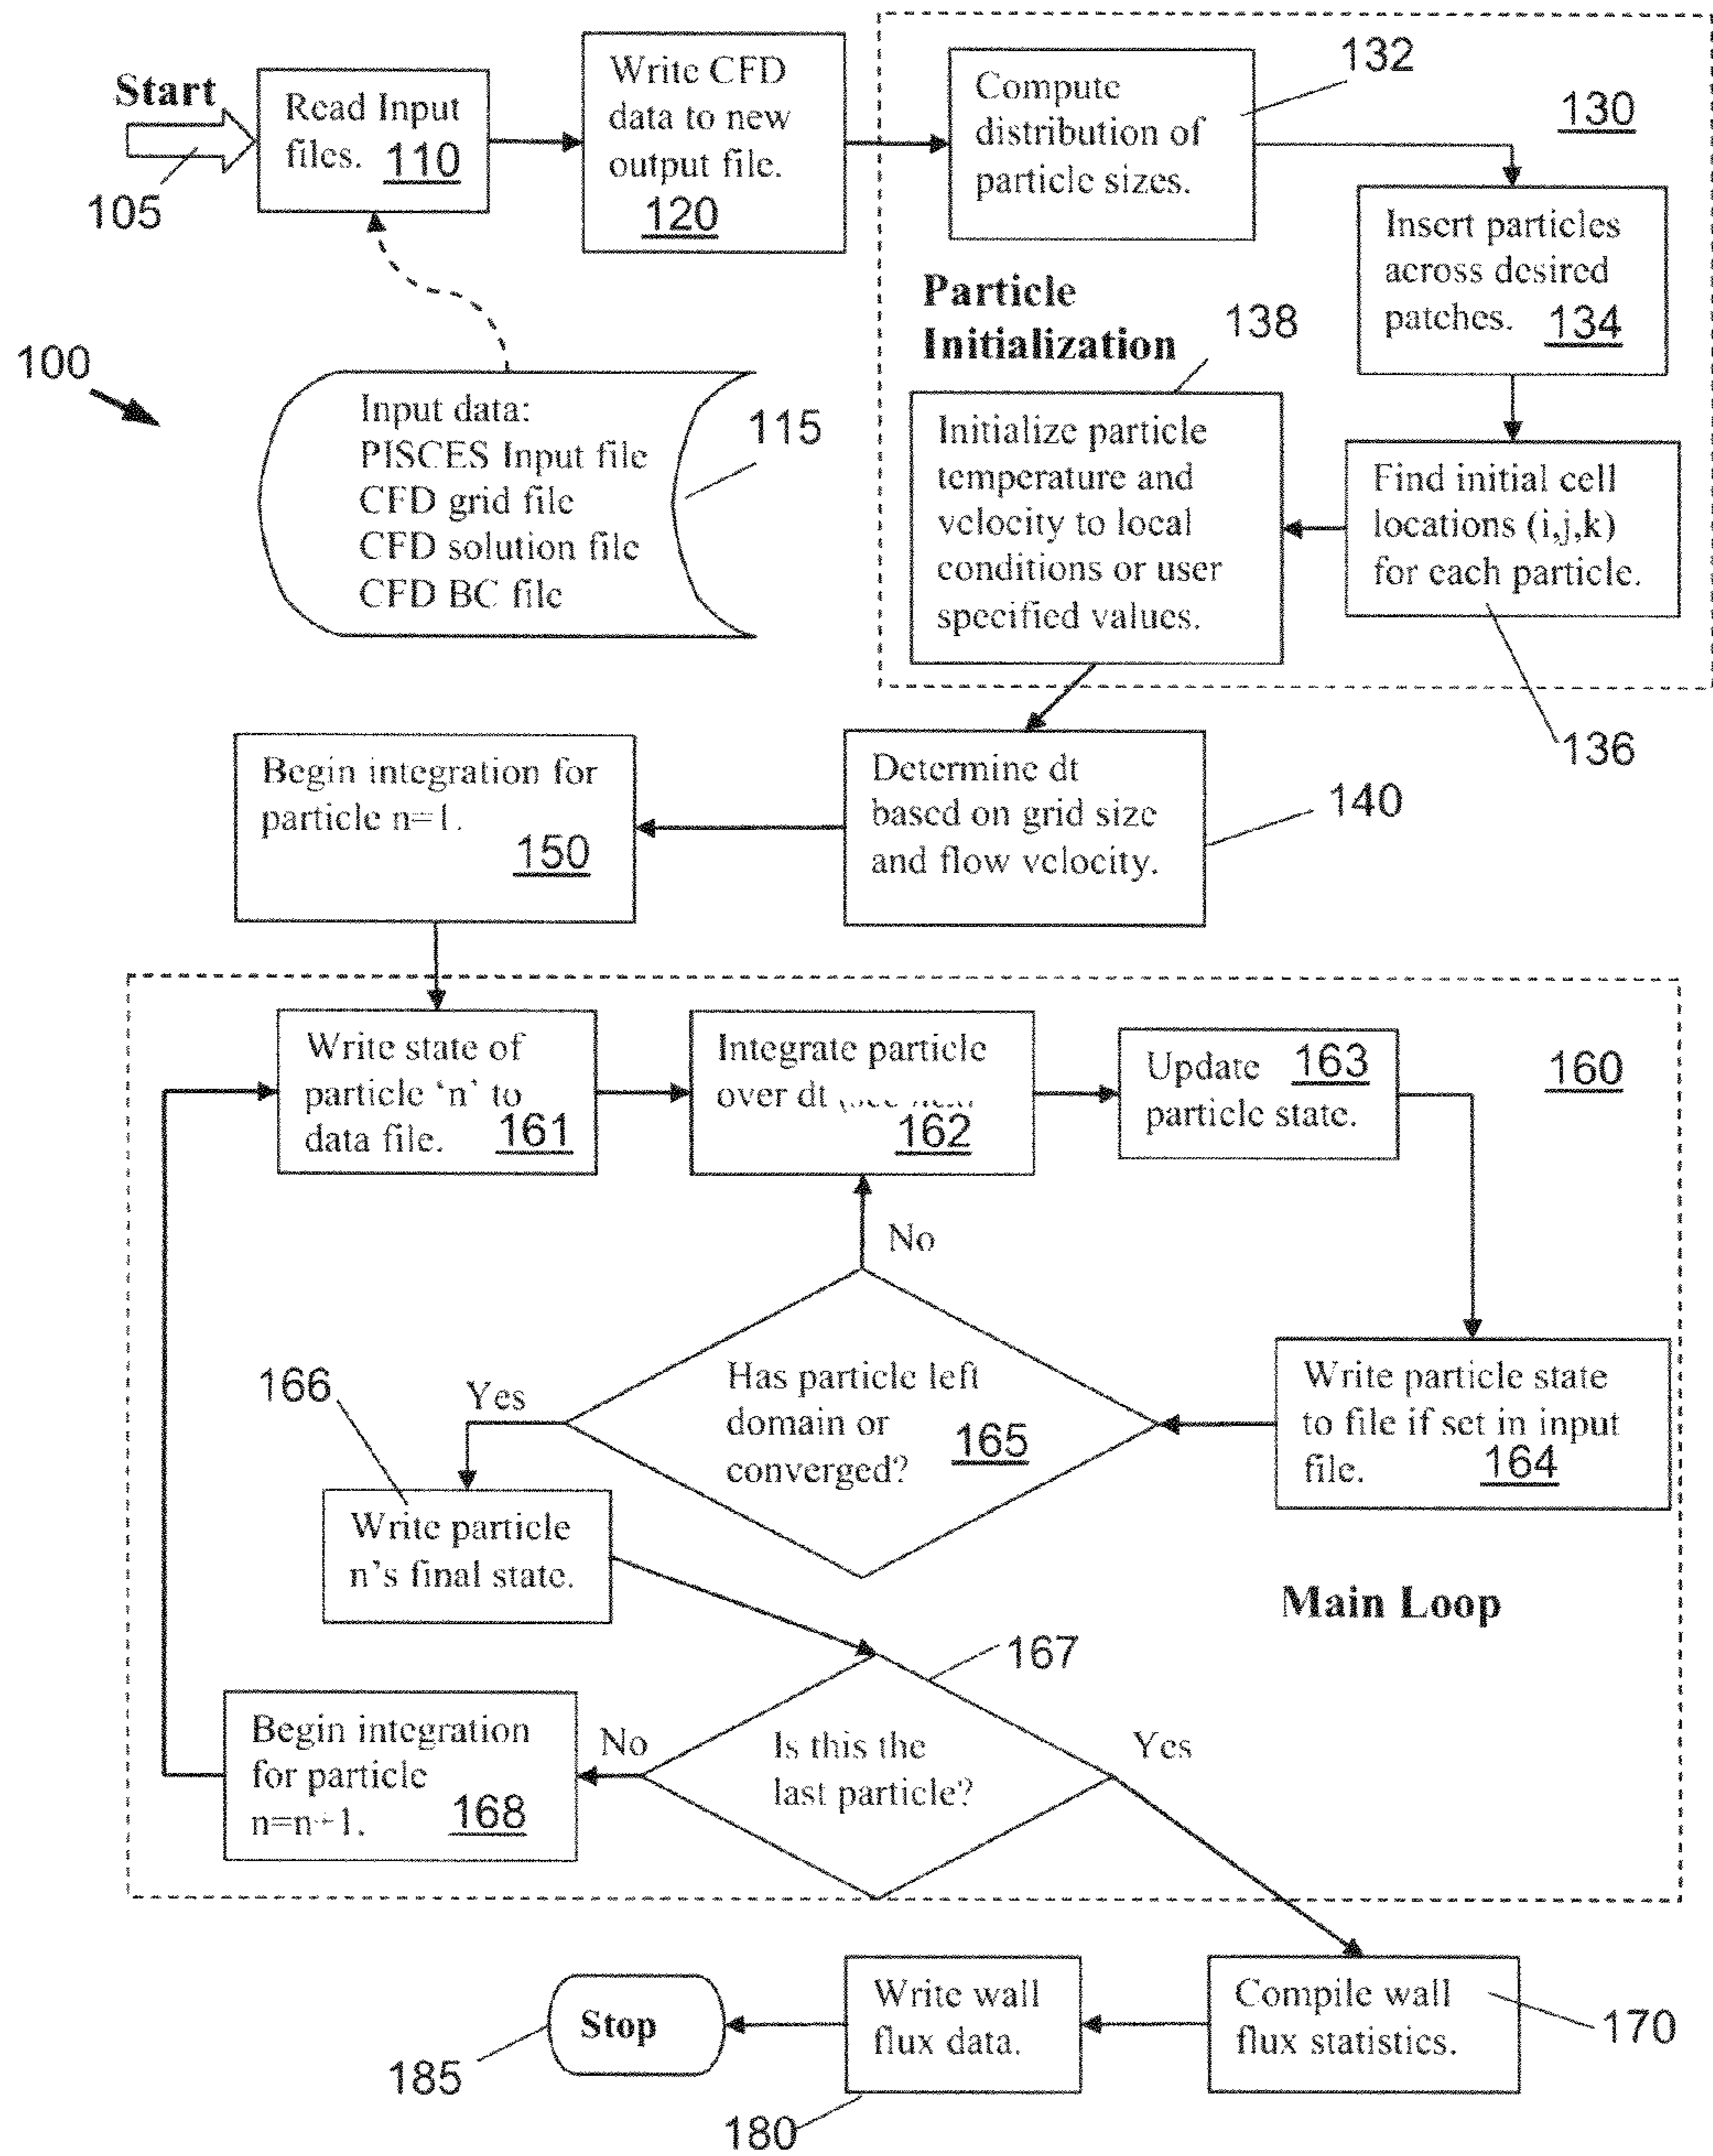 Start
105
Read Input
files. 110
Write CFD
data to new
output file.
120
Compute
distribution of
particle sizes.
132
130
Insert particles
across desired
patches. 134
Particle
Initialization
138
100
Input data:
PISCES Input file
CFD grid file
CFD solution file
CFD BC file
115
Initialize particle
temperature and
velocity to local
conditions or user
specified values.
Find initial cell
locations (i,j,k)
for each particle.
136
Begin integration for
particle n=1.
150
Determine dt
based on grid size
and flow velocity.
140
Write state of
particle ‘n’ to
data file. 161
Integrate particle
over dt
162
Update 163
particle state.
160
No
Has particle left
domain or
converged? 165
Yes
166
Write particle state
to file if set in input
file. 164
Write particle
n’s final state.
Main Loop
167
Begin integration
for particle
n=n+1. 168
No
Is this the
last particle?
Yes
Stop
185
Write wall
flux data.
180
Compile wall
flux statistics.
170